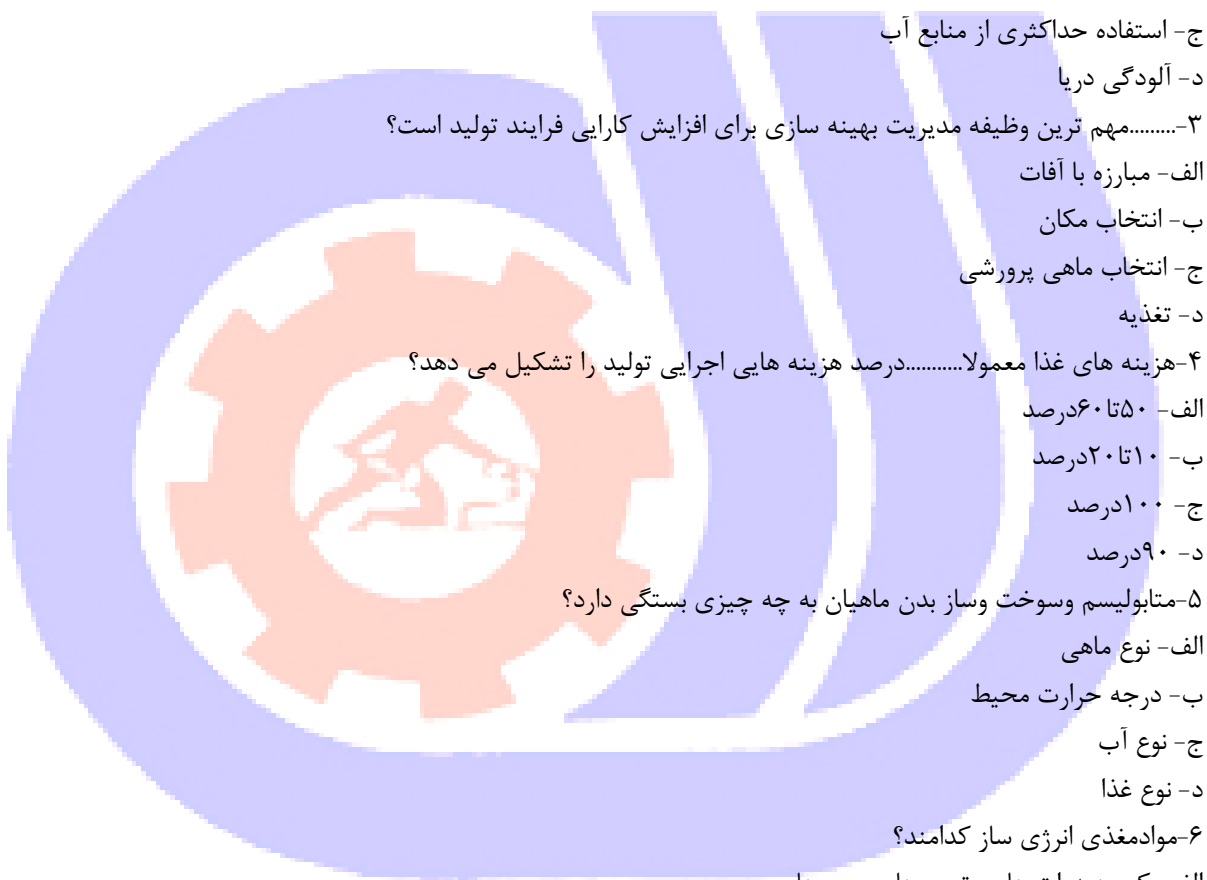 ج- استفاده حداکثری از منابع آب
د- آلودگی دریا
۳-.........مهم ترین وظیفه مدیریت بهینه سازی برای افزایش کارایی فرایند تولید است؟
الف- مبارزه با آفات
ب- انتخاب مکان
ج- انتخاب ماهی پرورشی
د- تغذیه
۴-هزینه های غذا معمولا...........درصد هزینه هایی اجرایی تولید را تشکیل می دهد؟
الف- ۵۰تا۶۰درصد
ب- ۱۰تا۲۰درصد
ج- ۱۰۰درصد
د- ۹۰درصد
۵-متابولیسم وسوخت وساز بدن ماهیان به چه چیزی بستگی دارد؟
الف- نوع ماهی
ب- درجه حرارت محیط
ج- نوع آب
د- نوع غذا
۶-موادمغذی انرژی ساز کدامند؟